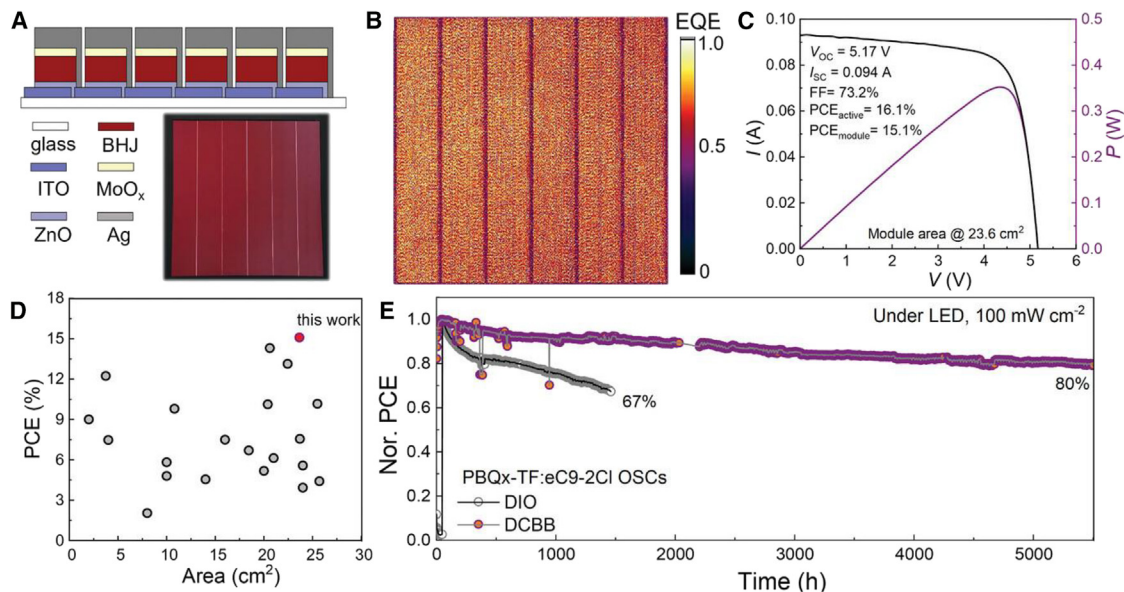 A
glass
BHJ
ITO
MoOₓ
ZnO
Ag
B
EQE
1.0
0.5
0
C
0.10
0.08
0.06
0.04
0.02
0.00
I (A)
V_OC = 5.17 V
I_SC = 0.094 A
FF= 73.2%
PCE_active = 16.1%
PCE_module = 15.1%
Module area @ 23.6 cm²
0 1 2 3 4 5 6
V (V)
0.5
0.4
0.3
0.2
0.1
0.0
P (W)
D
18
15
12
9
6
3
0
PCE (%)
this work
0 5 10 15 20 25 30
Area (cm²)
E
1.0
0.8
0.6
0.4
0.2
0
Nor. PCE
Under LED, 100 mW cm⁻²
67%
80%
PBQx-TF:eC9-2Cl OSCs
DIO
DCBB
0 1000 2000 3000 4000 5000
Time (h)